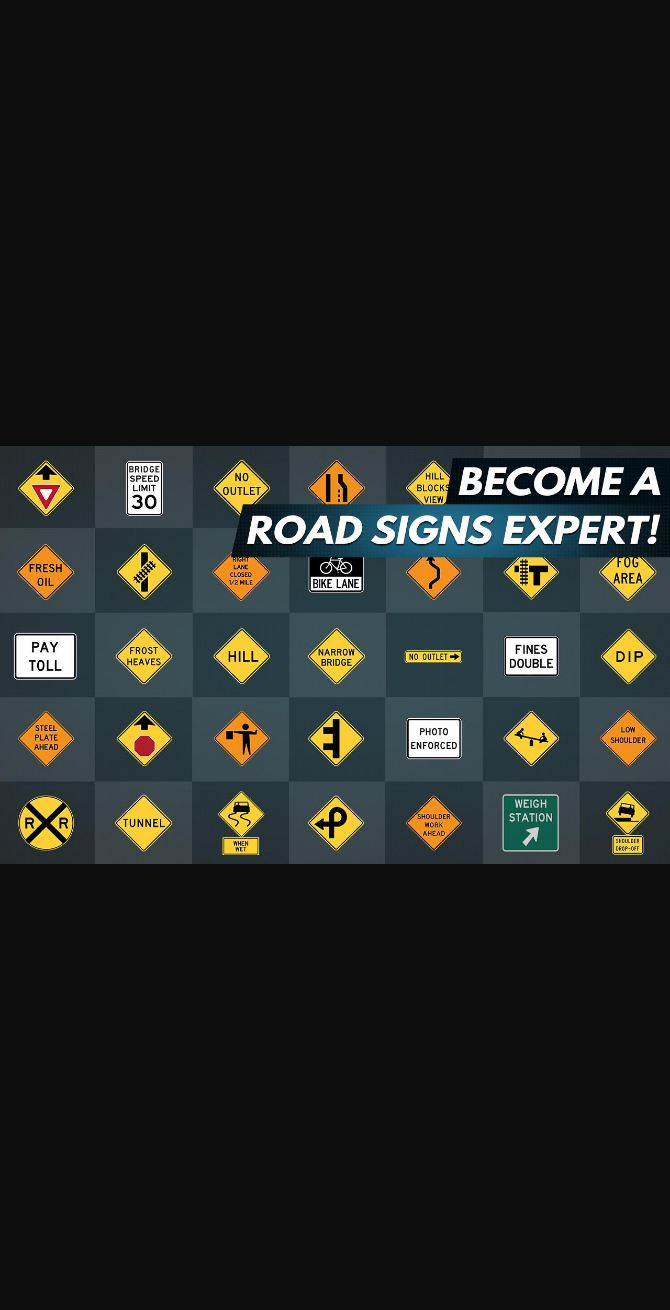 BECOME A
ROAD SIGNS EXPERT!
BRIDGE
SPEED
LIMIT
30
NO
OUTLET
HILL
BLOCKS
VIEW
FRESH
OIL
RIGHT
LANE
CLOSED
1/2 MILE
BIKE LANE
FOG
AREA
PAY
TOLL
FROST
HEAVES
HILL
NARROW
BRIDGE
NO OUTLET
FINES
DOUBLE
DIP
STEEL
PLATE
AHEAD
PHOTO
ENFORCED
LOW
SHOULDER
R R
TUNNEL
WHEN
WET
SHOULDER
WORK
AHEAD
WEIGH
STATION
SHOULDER
DROP-OFF